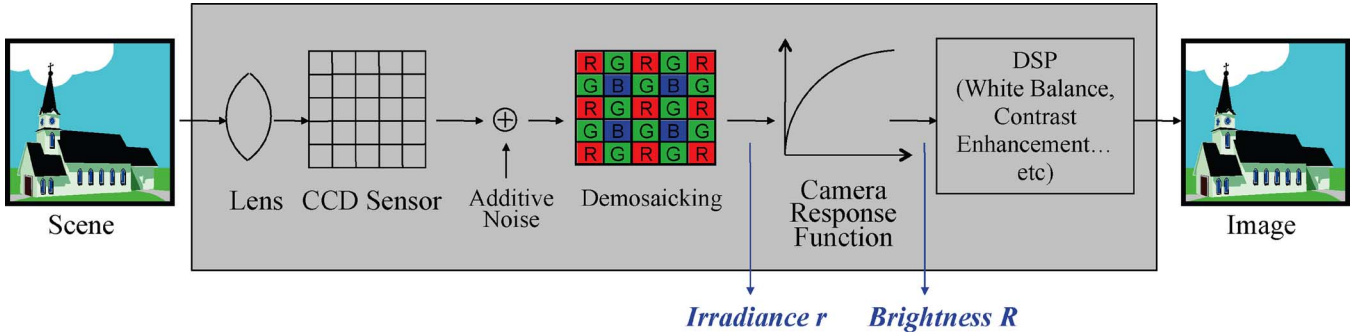 R G R G R
G B G B G
R G R G R
G B G B G
R G R G R
DSP
(White Balance,
Contrast
Enhancement…
etc)
Scene
Lens
CCD Sensor
Additive
Noise
Demosaicking
Camera
Response
Function
Image
Irradiance r
Brightness R